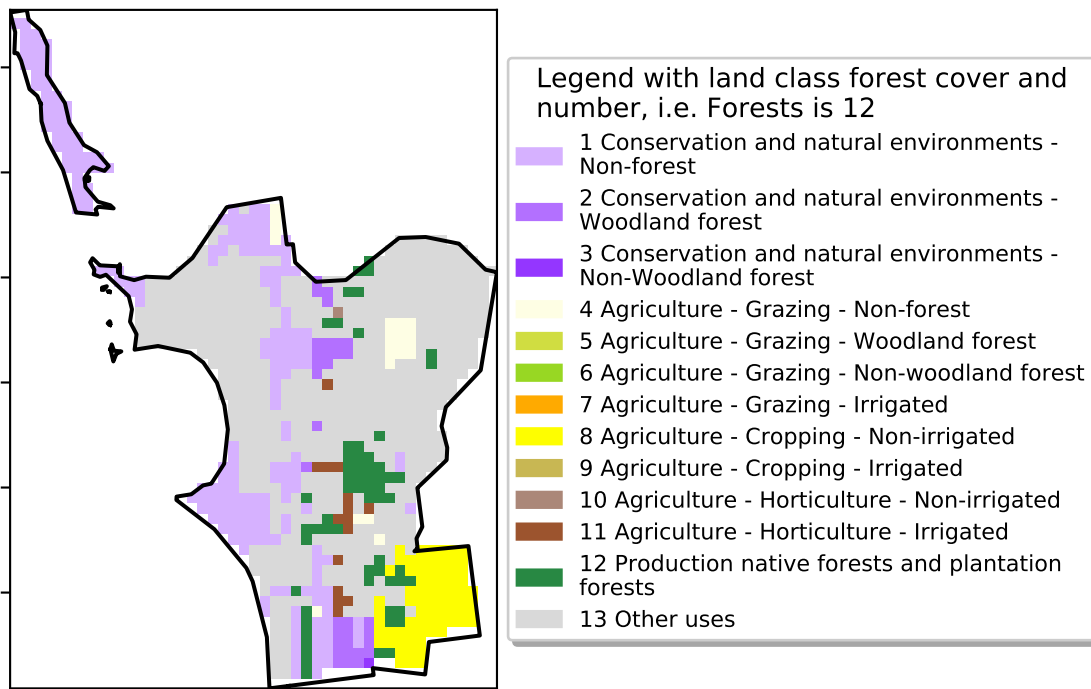 Legend with land class forest cover and
number, i.e. Forests is 12
1 Conservation and natural environments -
Non-forest
2 Conservation and natural environments -
Woodland forest
3 Conservation and natural environments -
Non-Woodland forest
4 Agriculture - Grazing - Non-forest
5 Agriculture - Grazing - Woodland forest
6 Agriculture - Grazing - Non-woodland forest
7 Agriculture - Grazing - Irrigated
8 Agriculture - Cropping - Non-irrigated
9 Agriculture - Cropping - Irrigated
10 Agriculture - Horticulture - Non-irrigated
11 Agriculture - Horticulture - Irrigated
12 Production native forests and plantation
forests
13 Other uses